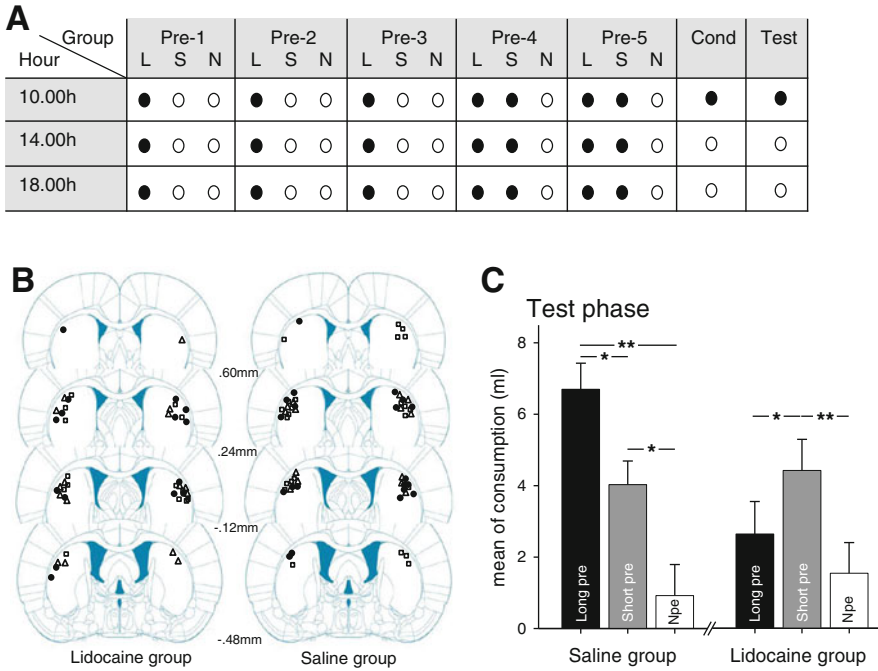 A
Group Pre-1 Pre-2 Pre-3 Pre-4 Pre-5 Cond Test
Hour L S N L S N L S N L S N L S N
10.00h
14.00h
18.00h
B
.60mm
.24mm
-.12mm
-.48mm
Lidocaine group Saline group
C
Test phase
mean of consumption (ml)
8
6
4
2
0
** 
*
*
* **
Long pre Short pre Npe Long pre Short pre Npe
Saline group Lidocaine group